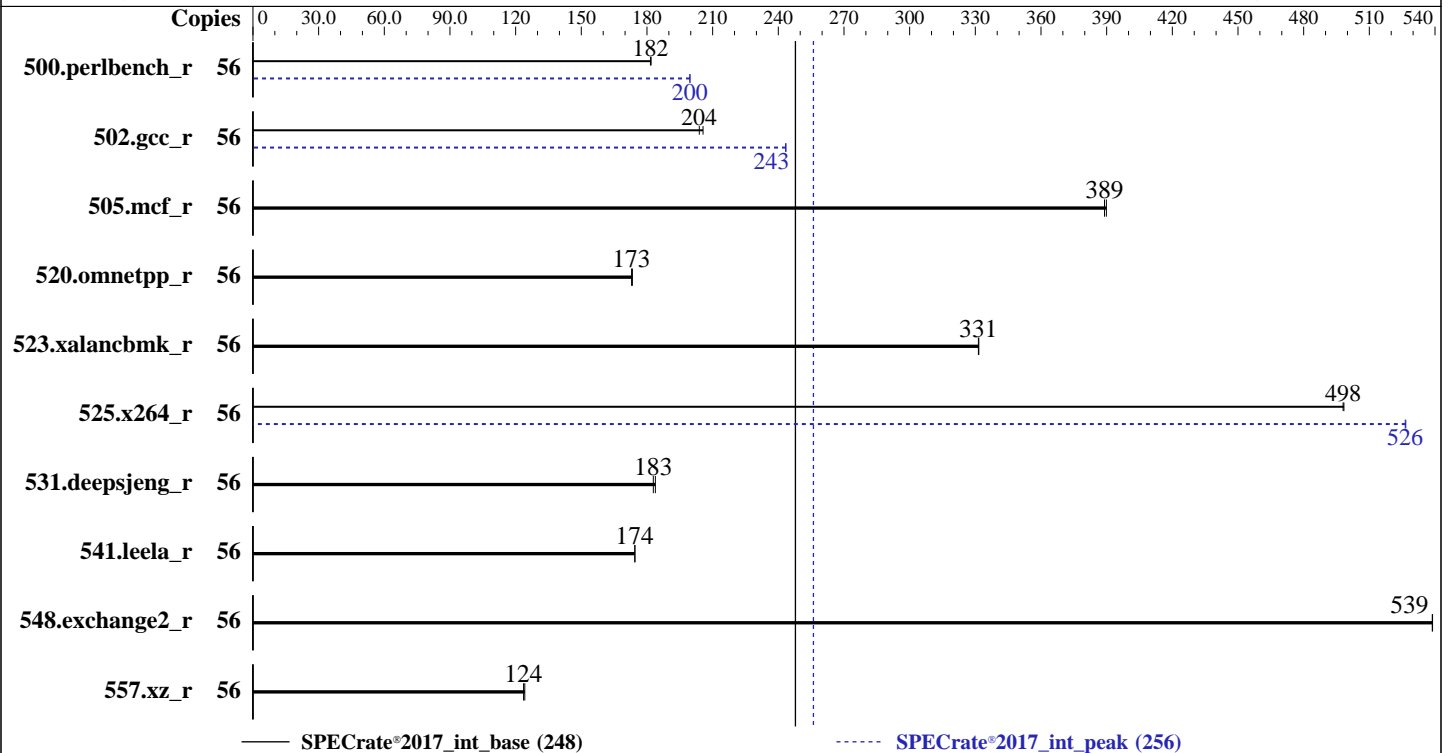 Copies 0 30.0 60.0 90.0 120 150 180 210 240 270 300 330 360 390 420 450 480 510 540
182
500.perlbench_r 56
200
204
502.gcc_r 56
243
389
505.mcf_r 56
173
520.omnetpp_r 56
331
523.xalancbmk_r 56
498
525.x264_r 56
526
183
531.deepsjeng_r 56
174
541.leela_r 56
539
548.exchange2_r 56
124
557.xz_r 56
SPECrate®2017_int_base (248) SPECrate®2017_int_peak (256)